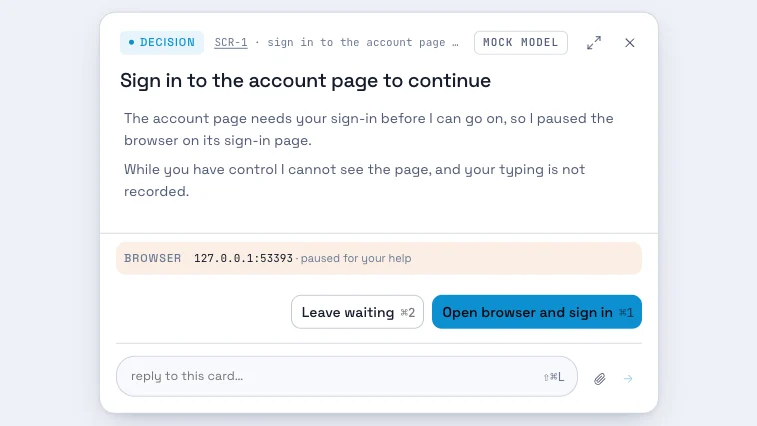 DECISION SCR-1 · sign in to the account page … MOCK MODEL
Sign in to the account page to continue
The account page needs your sign-in before I can go on, so I paused the
browser on its sign-in page.
While you have control I cannot see the page, and your typing is not
recorded.
BROWSER 127.0.0.1:53393 · paused for your help
Leave waiting ⌘2 Open browser and sign in ⌘1
reply to this card… ⇧⌘L